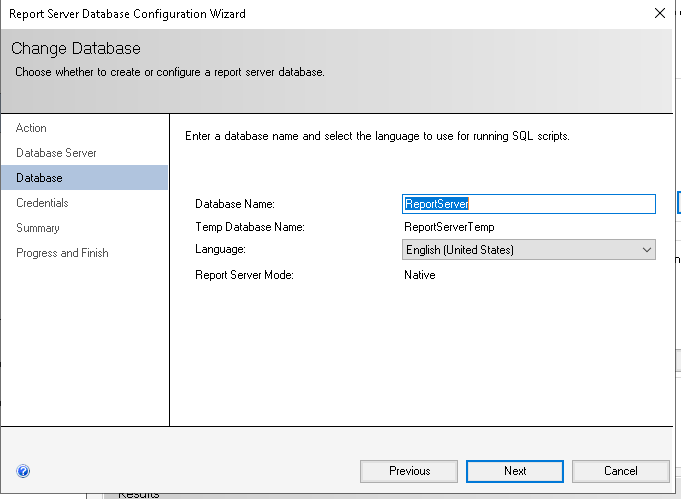 Report Server Database Configuration Wizard
Change Database
Choose whether to create or configure a report server database.
Action
Database Server
Database
Credentials
Summary
Progress and Finish
Enter a database name and select the language to use for running SQL scripts.
Database Name: ReportServer
Temp Database Name: ReportServerTemp
Language: English (United States)
Report Server Mode: Native
Previous Next Cancel
Results